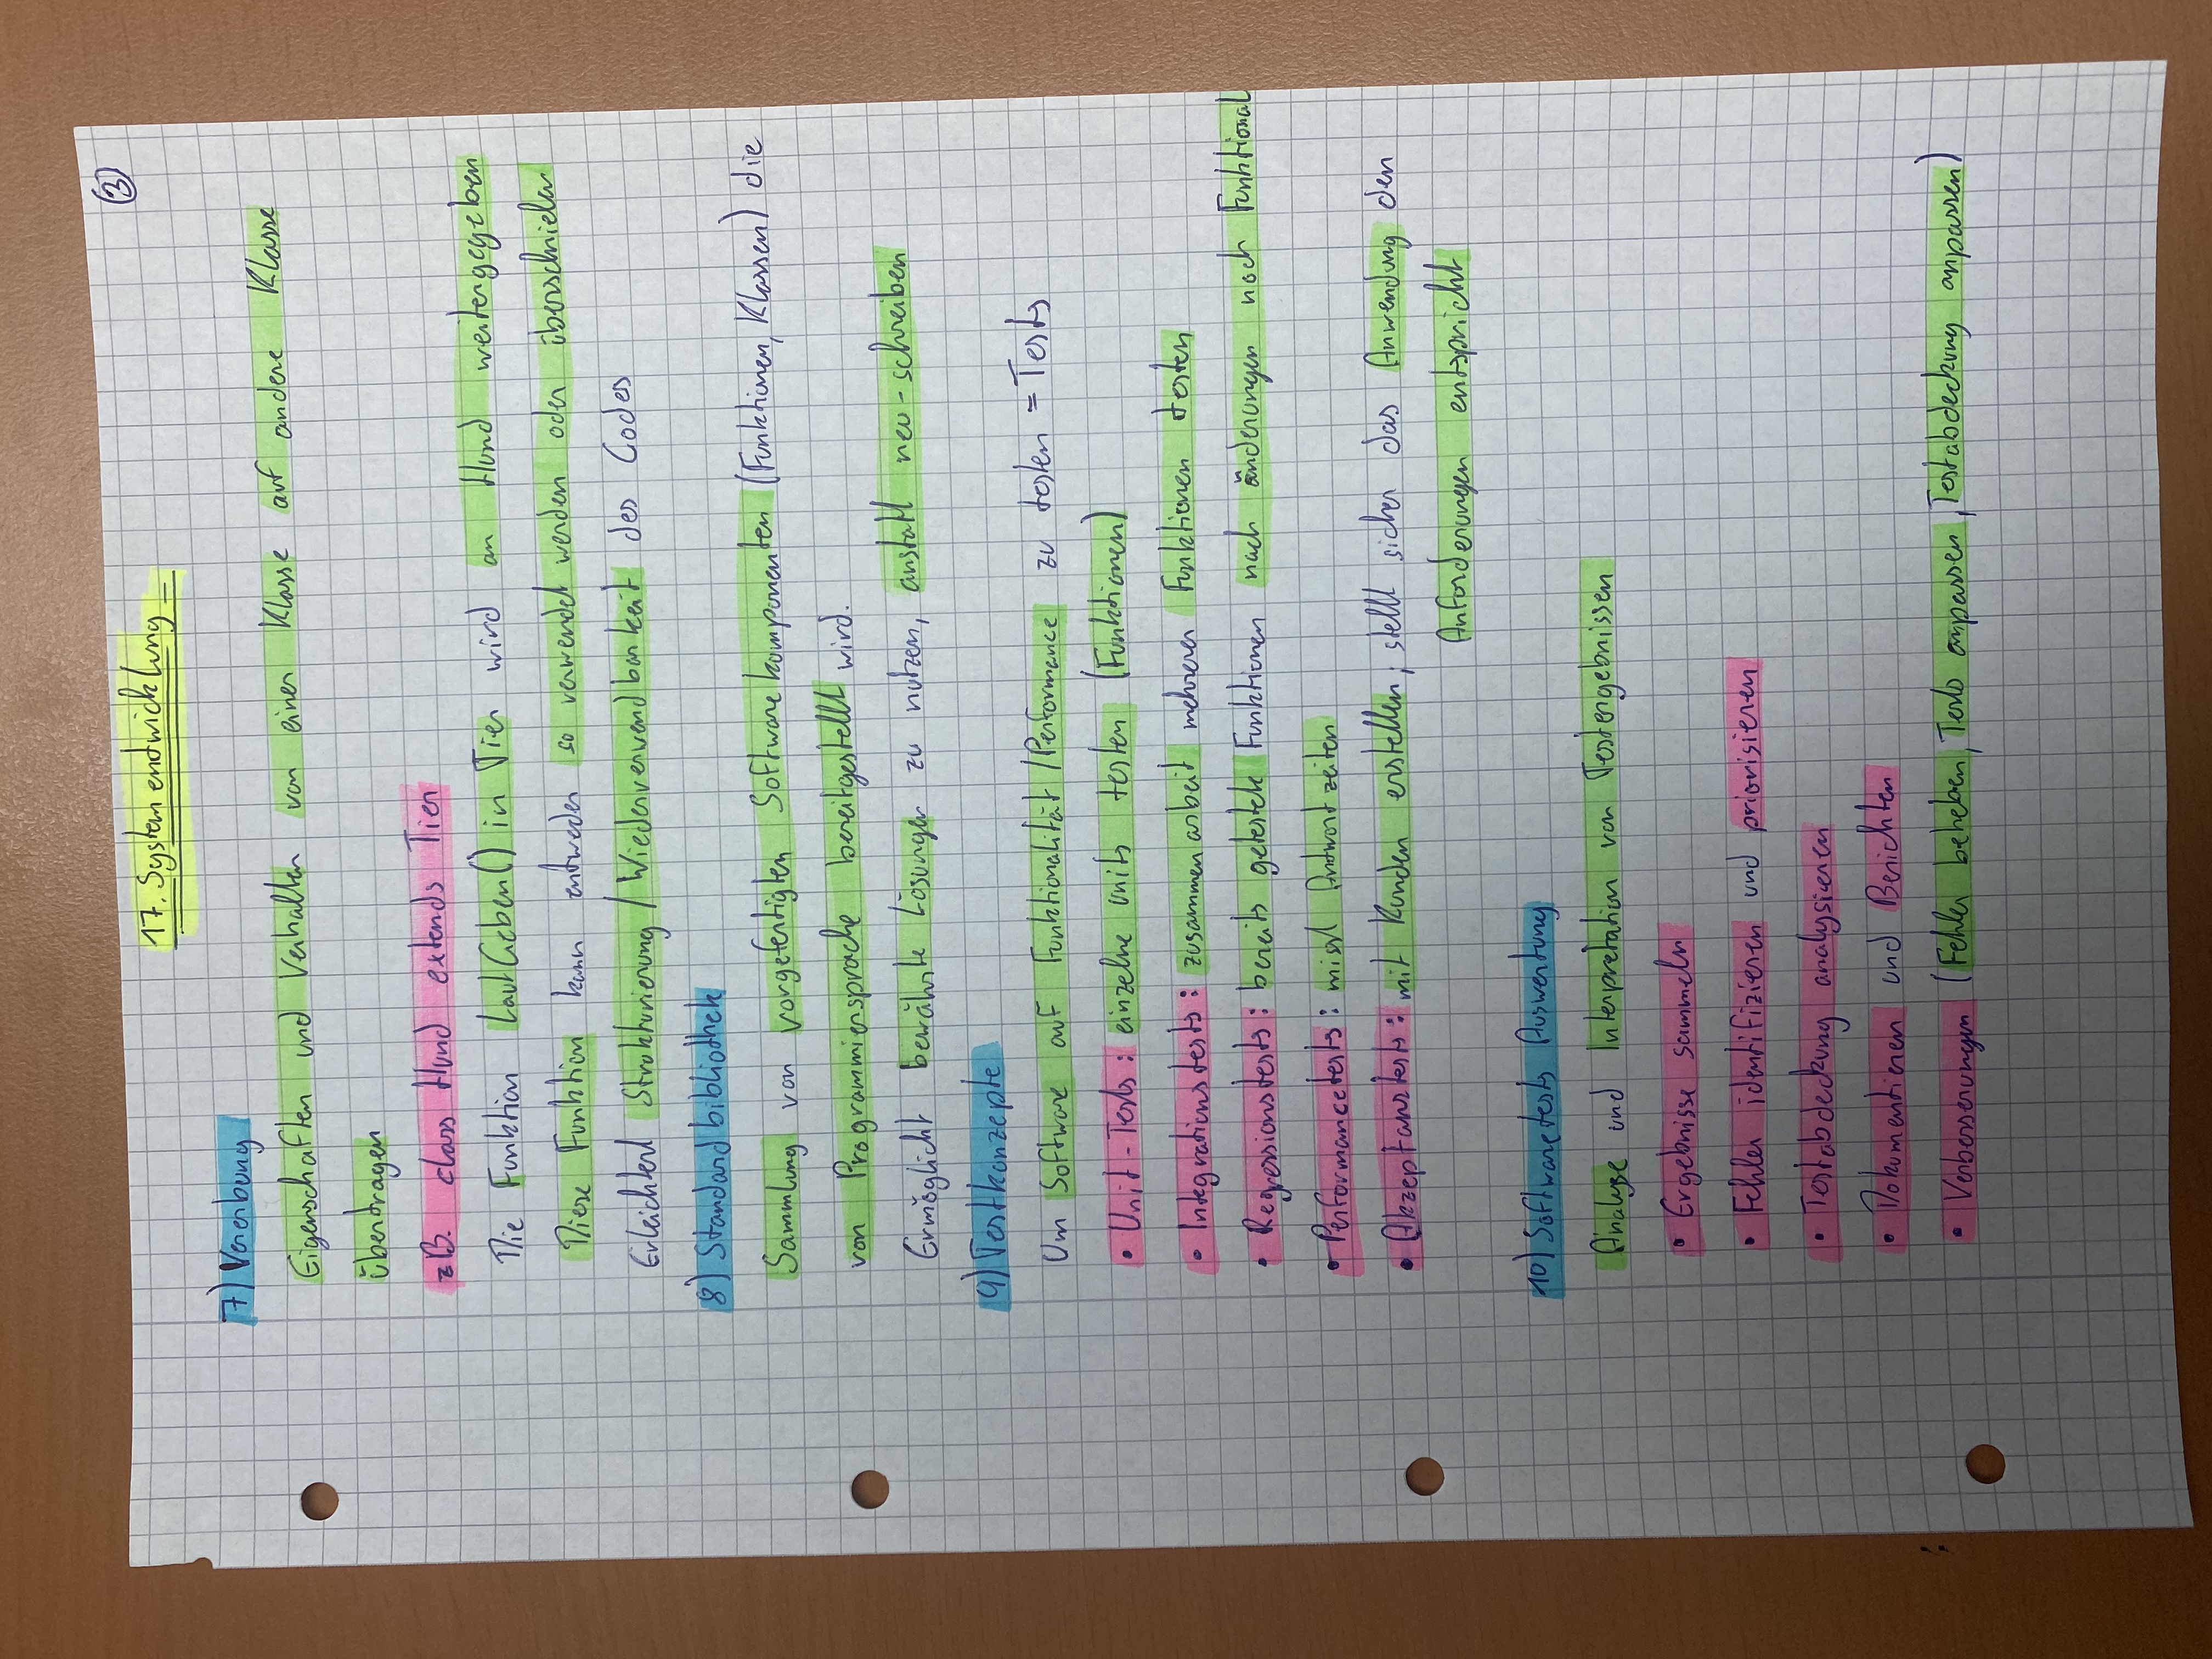 3
17. Systementwicklung
7) Vererbung
Eigenschaften und Verhalten von einer Klasse auf andere Klasse
übertragen
zB. class Hund extends Tier
Die Funktion LautGeben() in Tier wird an Hund weitergegeben
Diese Funktion kann entweder so verwendet werden oder überschrieben
Erleichtert Strukturierung / Wiederverwendbarkeit des Codes
8) Standardbibliothek
Sammlung von vorgefertigten Softwarekomponenten (Funktionen, Klassen) die
von Programmiersprache bereitgestellt wird.
Ermöglicht bewährte Lösungen zu nutzen, anstatt neu-schreiben
9) Testkonzepte
Um Software auf Funktionalität / Performance zu testen = Tests
• Unit-Tests: einzelne units testen (Funktionen)
• Integrationstests: zusammenarbeit mehrerer Funktionen testen
• Regressionstests: bereits getestete Funktionen nach änderungen noch Funktional
• Performancetests: misst Antwortzeiten
• Akzeptanztests: mit Kunden erstellen; stellt sicher das Anwendung den
Anforderungen entspricht
10) Softwaretests Auswertung
Analyse und Interpretation von Testergebnissen
• Ergebnisse sammeln
• Fehler identifizieren und priorisieren
• Testabdeckung analysieren
• Dokumentieren und Berichten
• Verbesserungen (Fehler beheben, Tests anpassen, Testabdeckung anpassen)